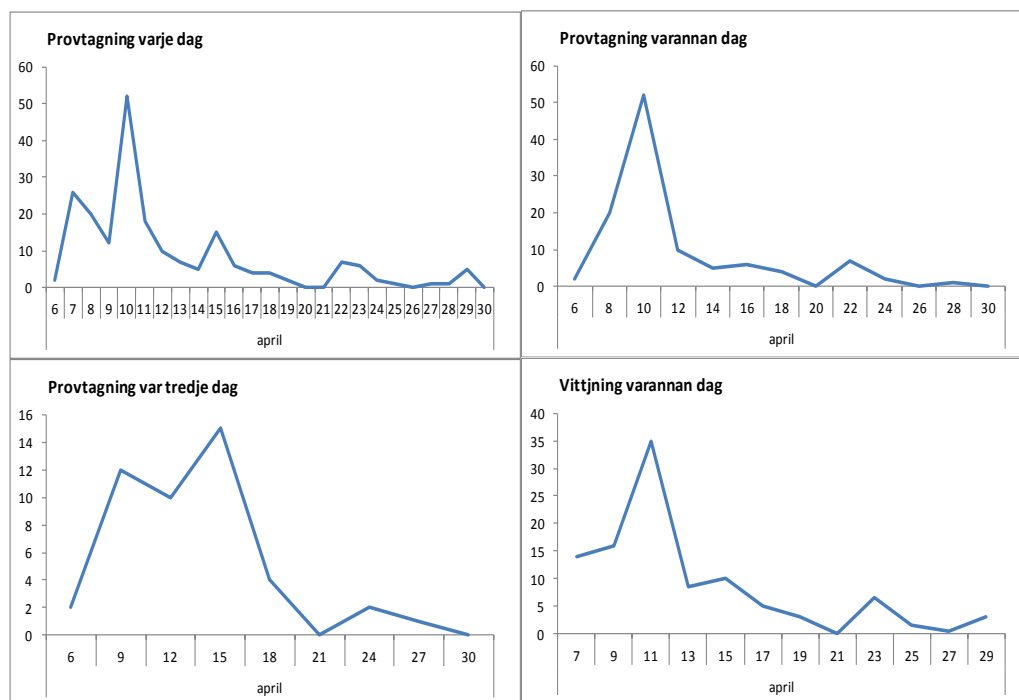 Provtagning varje dag
60
50
40
30
20
10
0
6 7 8 9 10 11 12 13 14 15 16 17 18 19 20 21 22 23 24 25 26 27 28 29 30
april
Provtagning varannan dag
60
50
40
30
20
10
0
6 8 10 12 14 16 18 20 22 24 26 28 30
april
Provtagning var tredje dag
16
14
12
10
8
6
4
2
0
6 9 12 15 18 21 24 27 30
april
Vittjning varannan dag
40
35
30
25
20
15
10
5
0
7 9 11 13 15 17 19 21 23 25 27 29
april